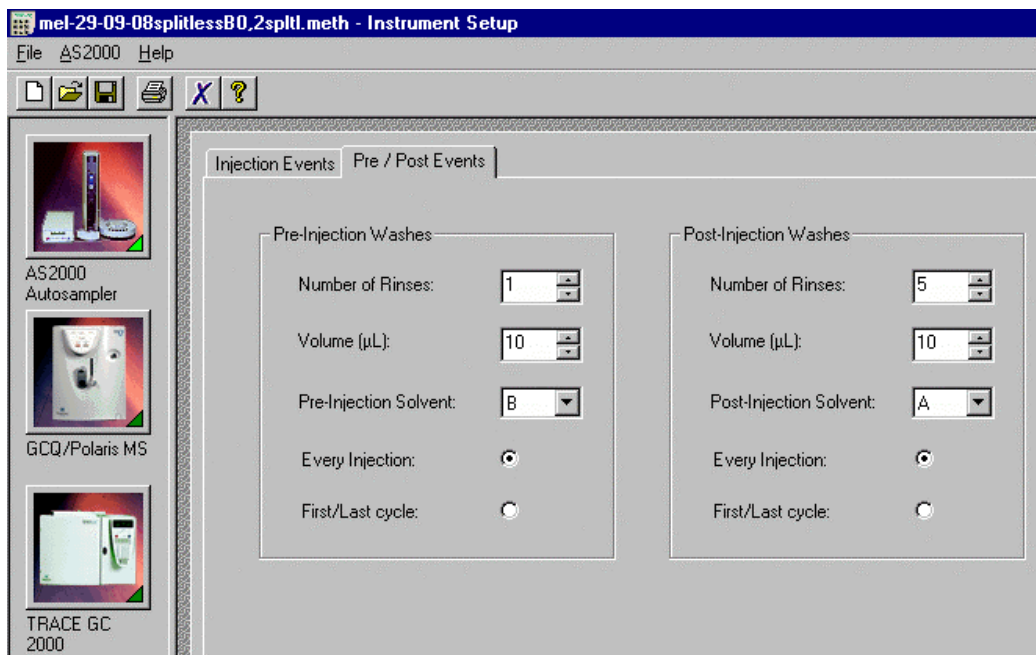 mel-29-09-08splitlessB0,2spltl.meth - Instrument Setup
File AS2000 Help
Injection Events
Pre / Post Events
AS2000
Autosampler
GCQ/Polaris MS
TRACE GC
2000
Pre-Injection Washes
Number of Rinses: 1
Volume (µL): 10
Pre-Injection Solvent: B
Every Injection:
First/Last cycle:
Post-Injection Washes
Number of Rinses: 5
Volume (µL): 10
Post-Injection Solvent: A
Every Injection:
First/Last cycle: